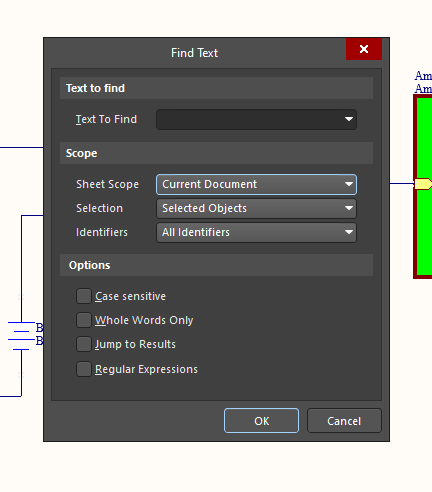 Find Text
Am
Am
Text to find
Text To Find
Scope
Sheet Scope Current Document
Selection Selected Objects
Identifiers All Identifiers
Options
Case sensitive
Whole Words Only
B
Jump to Results
B
Regular Expressions
OK Cancel